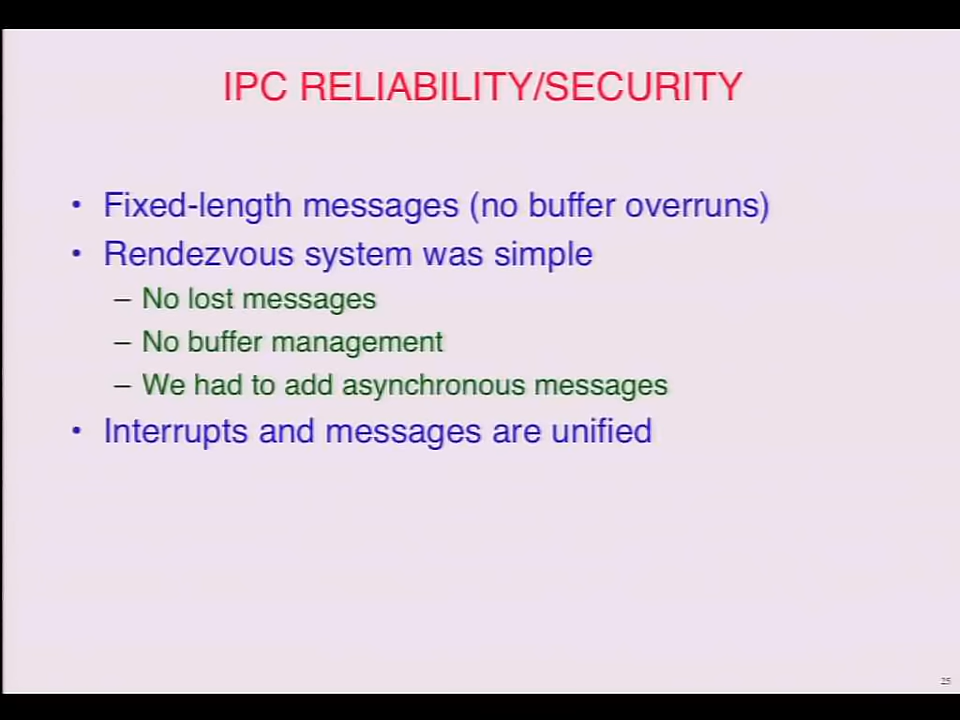 IPC RELIABILITY/SECURITY
• Fixed-length messages (no buffer overruns)
• Rendezvous system was simple
– No lost messages
– No buffer management
– We had to add asynchronous messages
• Interrupts and messages are unified
25